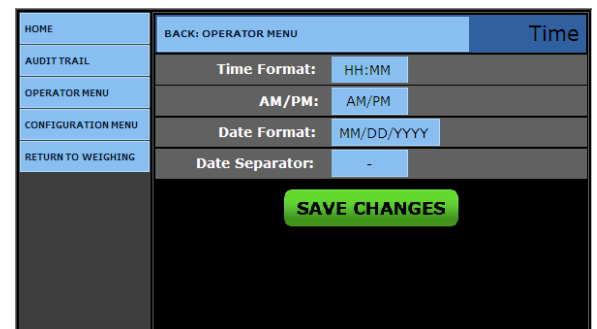 HOME
AUDIT TRAIL
OPERATOR MENU
CONFIGURATION MENU
RETURN TO WEIGHING
BACK: OPERATOR MENU
Time
Time Format: HH:MM
AM/PM: AM/PM
Date Format: MM/DD/YYYY
Date Separator: -
SAVE CHANGES